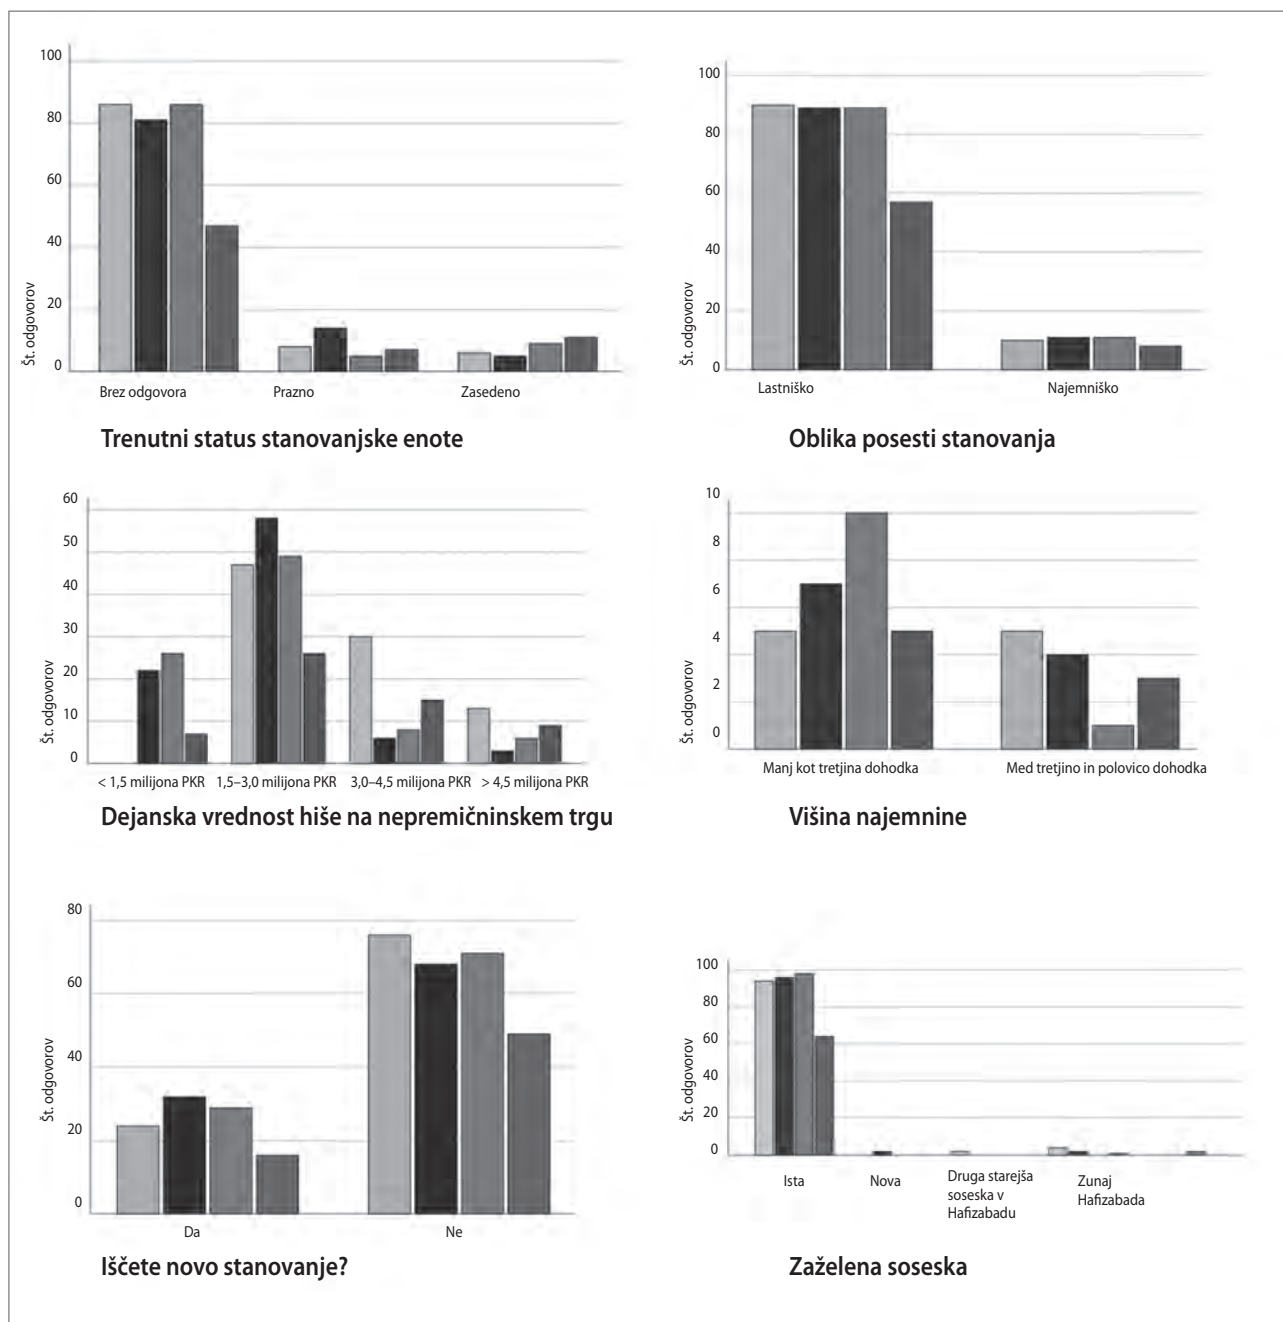 100
80
60
40
20
0
Št. odgovorov
Brez odgovora
Prazno
Zasedeno
Trenutni status stanovanjske enote
100
80
60
40
20
0
Št. odgovorov
Lastniško
Najemniško
Oblika posesti stanovanja
60
50
40
30
20
10
0
Št. odgovorov
< 1,5 milijona PKR
1,5–3,0 milijona PKR
3,0–4,5 milijona PKR
> 4,5 milijona PKR
Dejanska vrednost hiše na nepremičninskem trgu
10
8
6
4
2
0
Št. odgovorov
Manj kot tretjina dohodka
Med tretjino in polovico dohodka
Višina najemnine
80
60
40
20
0
Št. odgovorov
Da
Ne
Iščete novo stanovanje?
100
80
60
40
20
0
Št. odgovorov
Ista
Nova
Druga starejša
soseska v
Hafizabadu
Zunaj
Hafizabada
Zaželena soseska